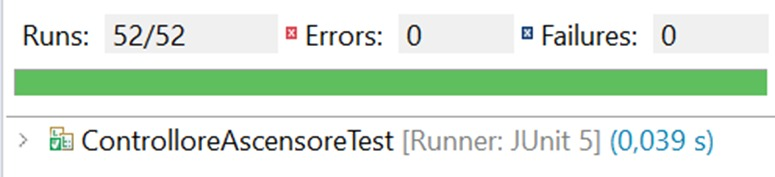 Runs: 52/52 Errors: 0 Failures: 0
ControlloreAscensoreTest [Runner: JUnit 5] (0,039 s)